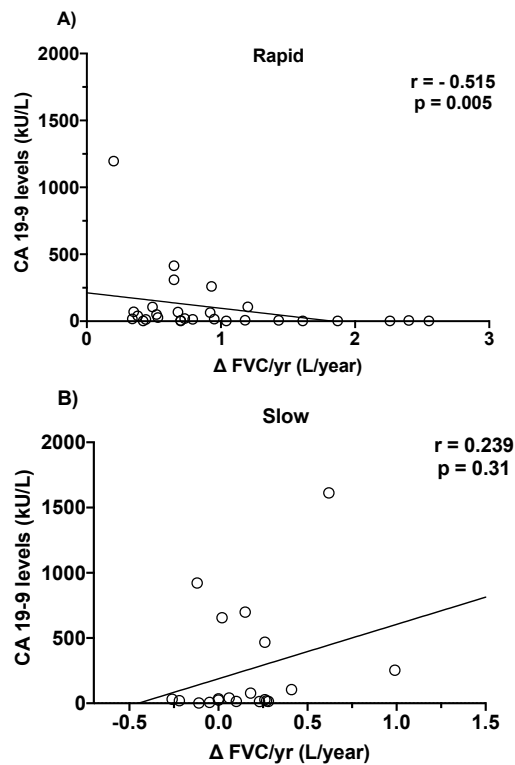 A)
Rapid
r = - 0.515
p = 0.005
CA 19-9 levels (kU/L)
2000
1500
1000
500
0
0 1 2 3
Δ FVC/yr (L/year)
B)
Slow
r = 0.239
p = 0.31
CA 19-9 levels (kU/L)
2000
1500
1000
500
0
-0.5 0.0 0.5 1.0 1.5
Δ FVC/yr (L/year)